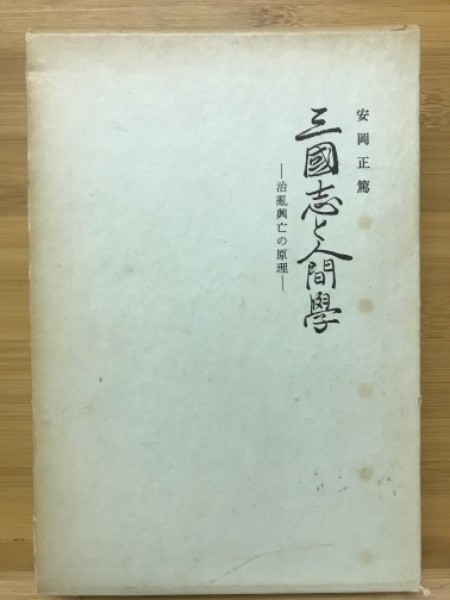 安岡正篤
三國志と人間學
―治亂興亡の原理―